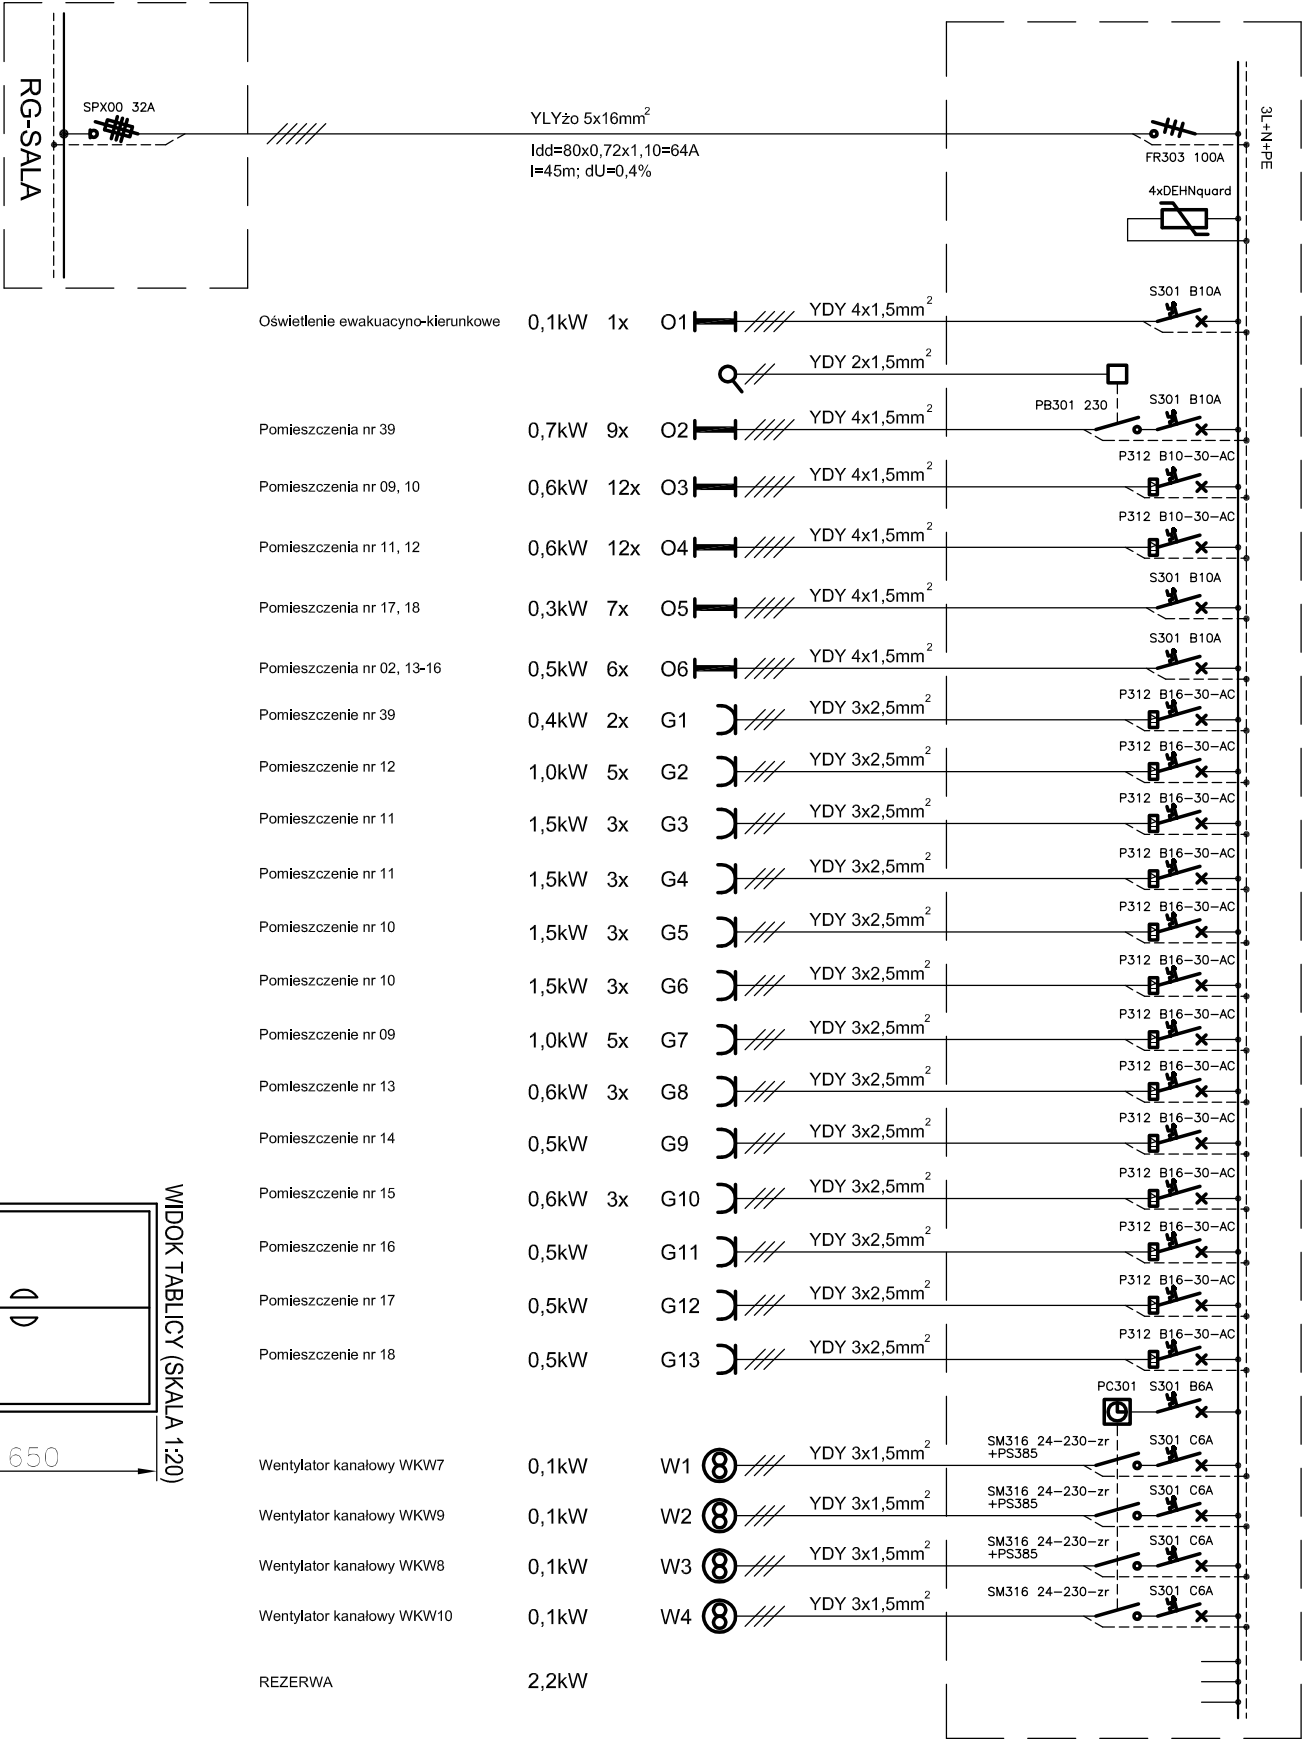 RG-SALA
SPX00 32A
YLYżo 5x16mm²
Idd=80x0,72x1,10=64A
l=45m; dU=0,4%
3L+N+PE
FR303 100A
4xDEHNquard
Oświetlenie ewakuacyno-kierunkowe 0,1kW 1x O1 YDY 4x1,5mm² S301 B10A
YDY 2x1,5mm²
Pomieszczenia nr 39 0,7kW 9x O2 YDY 4x1,5mm² PB301 230 S301 B10A
Pomieszczenia nr 09, 10 0,6kW 12x O3 YDY 4x1,5mm² P312 B10-30-AC
Pomieszczenia nr 11, 12 0,6kW 12x O4 YDY 4x1,5mm² P312 B10-30-AC
Pomieszczenia nr 17, 18 0,3kW 7x O5 YDY 4x1,5mm² S301 B10A
Pomieszczenia nr 02, 13-16 0,5kW 6x O6 YDY 4x1,5mm² S301 B10A
Pomieszczenie nr 39 0,4kW 2x G1 YDY 3x2,5mm² P312 B16-30-AC
Pomieszczenie nr 12 1,0kW 5x G2 YDY 3x2,5mm² P312 B16-30-AC
Pomieszczenie nr 11 1,5kW 3x G3 YDY 3x2,5mm² P312 B16-30-AC
Pomieszczenie nr 11 1,5kW 3x G4 YDY 3x2,5mm² P312 B16-30-AC
Pomieszczenie nr 10 1,5kW 3x G5 YDY 3x2,5mm² P312 B16-30-AC
Pomieszczenie nr 10 1,5kW 3x G6 YDY 3x2,5mm² P312 B16-30-AC
Pomieszczenie nr 09 1,0kW 5x G7 YDY 3x2,5mm² P312 B16-30-AC
Pomieszczenie nr 13 0,6kW 3x G8 YDY 3x2,5mm² P312 B16-30-AC
Pomieszczenie nr 14 0,5kW G9 YDY 3x2,5mm² P312 B16-30-AC
Pomieszczenie nr 15 0,6kW 3x G10 YDY 3x2,5mm² P312 B16-30-AC
Pomieszczenie nr 16 0,5kW G11 YDY 3x2,5mm² P312 B16-30-AC
Pomieszczenie nr 17 0,5kW G12 YDY 3x2,5mm² P312 B16-30-AC
Pomieszczenie nr 18 0,5kW G13 YDY 3x2,5mm² P312 B16-30-AC
PC301 S301 B6A
Wentylator kanałowy WKW7 0,1kW W1 YDY 3x1,5mm² SM316 24-230-zr S301 C6A
+PS385
Wentylator kanałowy WKW9 0,1kW W2 YDY 3x1,5mm² SM316 24-230-zr S301 C6A
+PS385
Wentylator kanałowy WKW8 0,1kW W3 YDY 3x1,5mm² SM316 24-230-zr S301 C6A
+PS385
Wentylator kanałowy WKW10 0,1kW W4 YDY 3x1,5mm² SM316 24-230-zr S301 C6A
REZERWA 2,2kW
WIDOK TABLICY (SKALA 1:20)
650